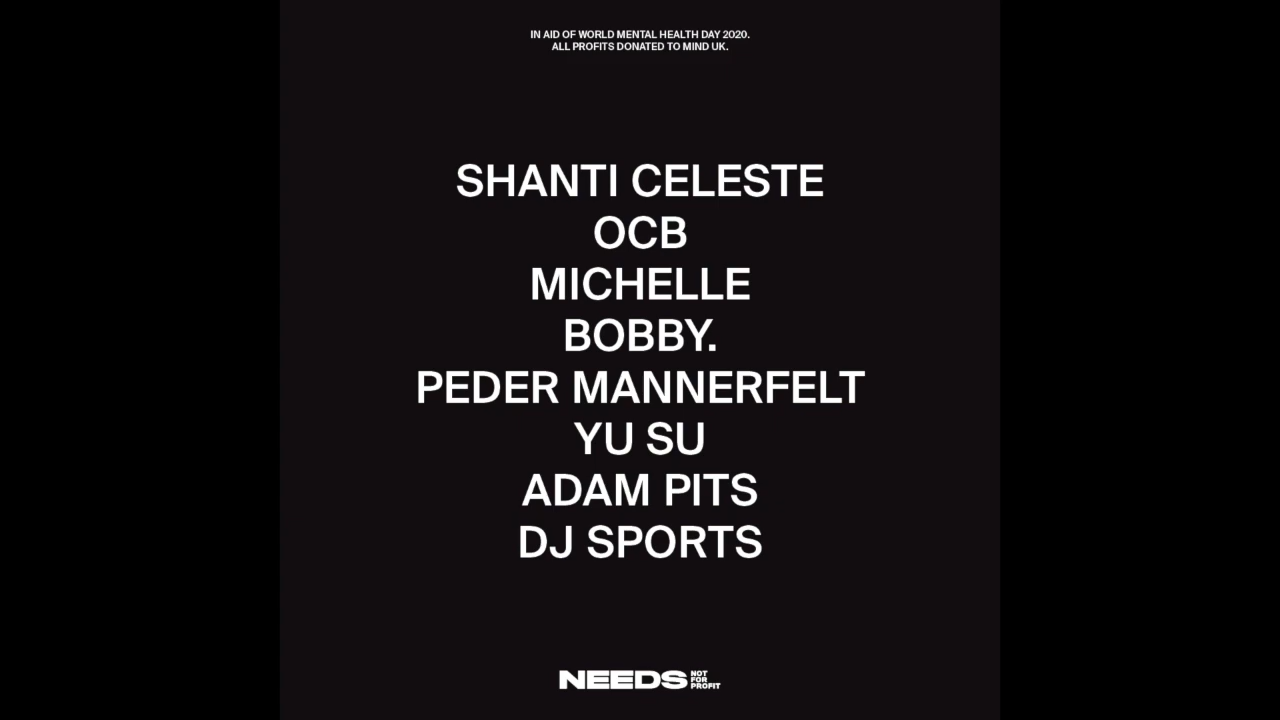 IN AID OF WORLD MENTAL HEALTH DAY 2020.
ALL PROFITS DONATED TO MIND UK.
SHANTI CELESTE
OCB
MICHELLE
BOBBY.
PEDER MANNERFELT
YU SU
ADAM PITS
DJ SPORTS
NEEDS
NOT
FOR
PROFIT